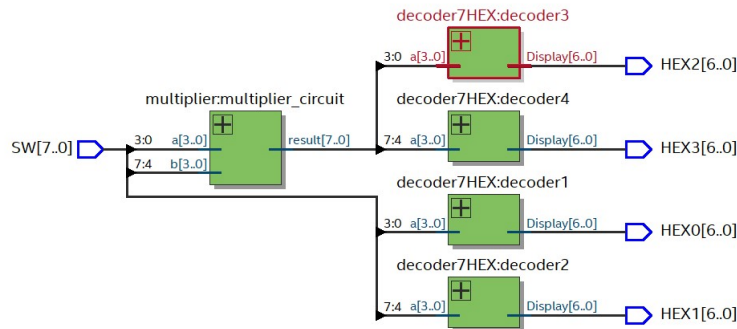 decoder7HEX:decoder3
3:0 a[3..0] Display[6..0] HEX2[6..0]
multiplier:multiplier_circuit
decoder7HEX:decoder4
SW[7..0] 3:0 a[3..0] result[7..0] 7:4 a[3..0] Display[6..0] HEX3[6..0]
7:4 b[3..0]
decoder7HEX:decoder1
3:0 a[3..0] Display[6..0] HEX0[6..0]
decoder7HEX:decoder2
7:4 a[3..0] Display[6..0] HEX1[6..0]